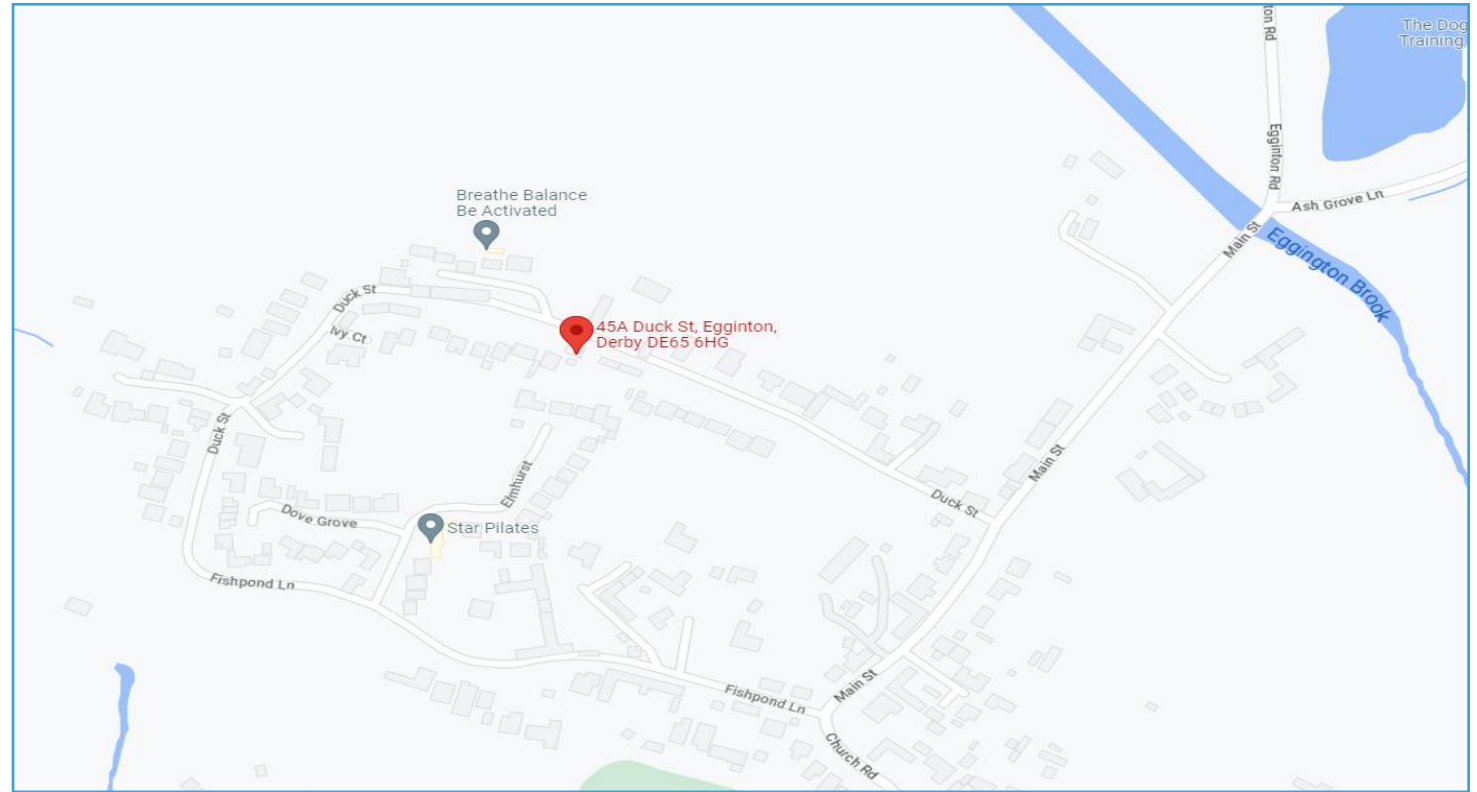 ton Rd
The Dog
Training
Egginton Rd
Ash Grove Ln
Main St
Eggington Brook
Breathe Balance
Be Activated
Duck St
Ivy Ct
45A Duck St, Egginton,
Derby DE65 6HG
Duck St
Main St
Elmhurst
Duck St
Dove Grove
Star Pilates
Fishpond Ln
Fishpond Ln
Main St
Church Rd